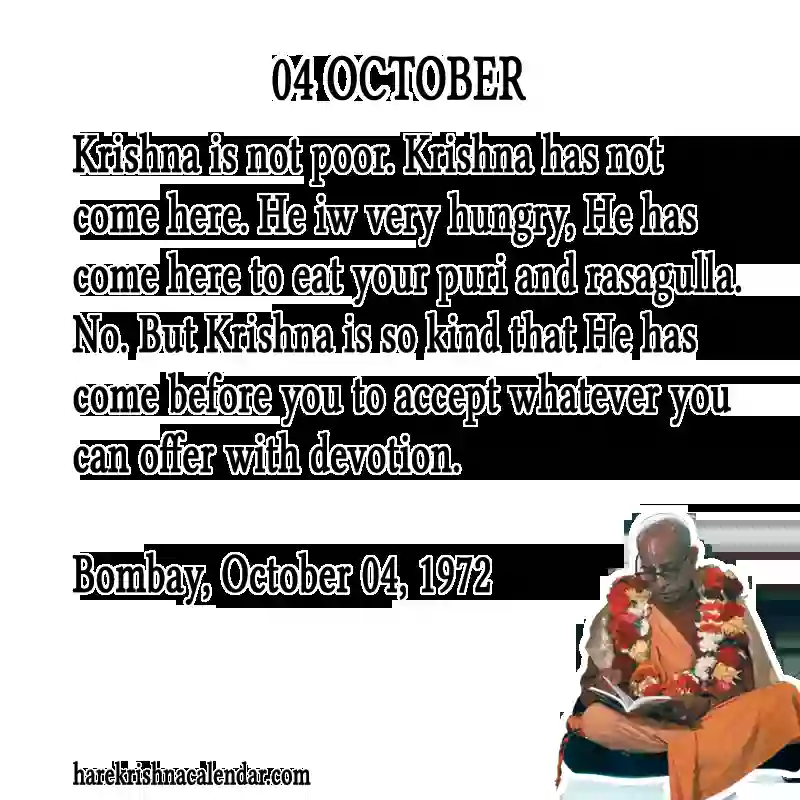 04 OCTOBER
Krishna is not poor. Krishna has not
come here. He iw very hungry, He has
come here to eat your puri and rasagulla.
No. But Krishna is so kind that He has
come before you to accept whatever you
can offer with devotion.
Bombay, October 04, 1972
harekrishnacalendar.com